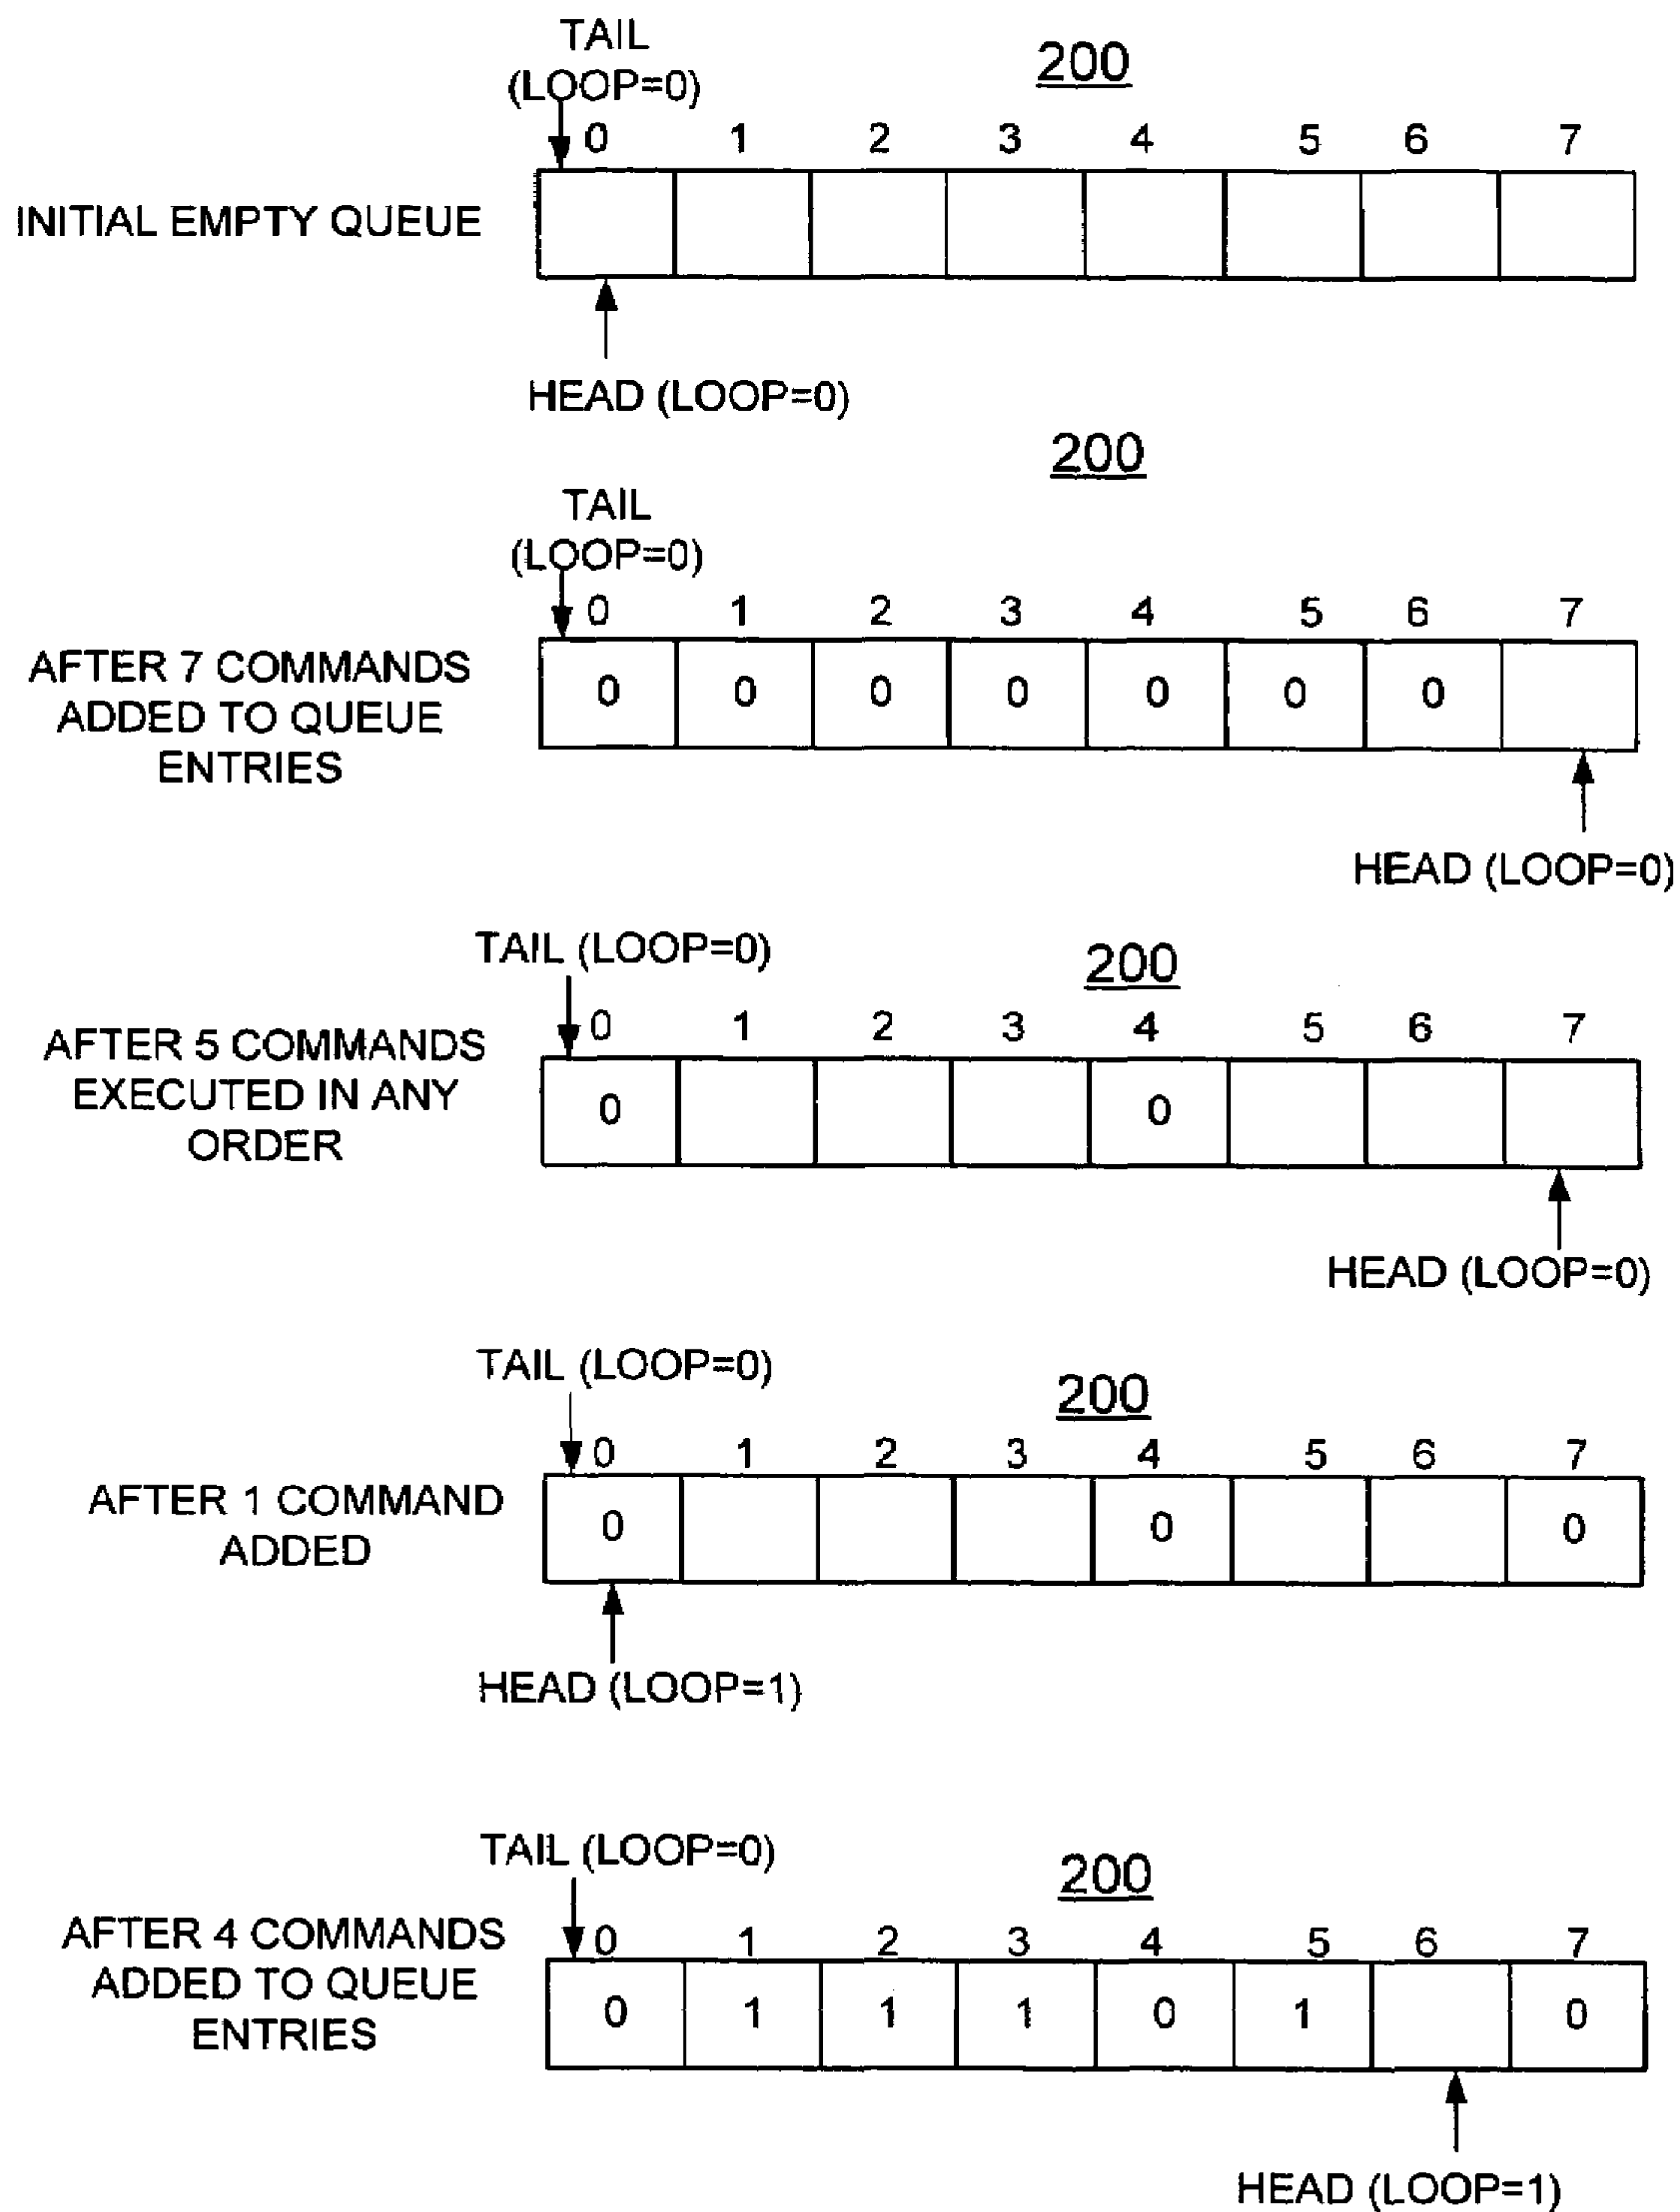 TAIL
(LOOP=0)
200
0 1 2 3 4 5 6 7
INITIAL EMPTY QUEUE
HEAD (LOOP=0)
200
TAIL
(LOOP=0)
0 1 2 3 4 5 6 7
AFTER 7 COMMANDS
ADDED TO QUEUE
ENTRIES
0 0 0 0 0 0 0
HEAD (LOOP=0)
TAIL (LOOP=0)
200
0 1 2 3 4 5 6 7
AFTER 5 COMMANDS
EXECUTED IN ANY
ORDER
0 0
HEAD (LOOP=0)
TAIL (LOOP=0)
200
0 1 2 3 4 5 6 7
AFTER 1 COMMAND
ADDED
0 0 0
HEAD (LOOP=1)
TAIL (LOOP=0)
200
0 1 2 3 4 5 6 7
AFTER 4 COMMANDS
ADDED TO QUEUE
ENTRIES
0 1 1 1 0 1 0
HEAD (LOOP=1)